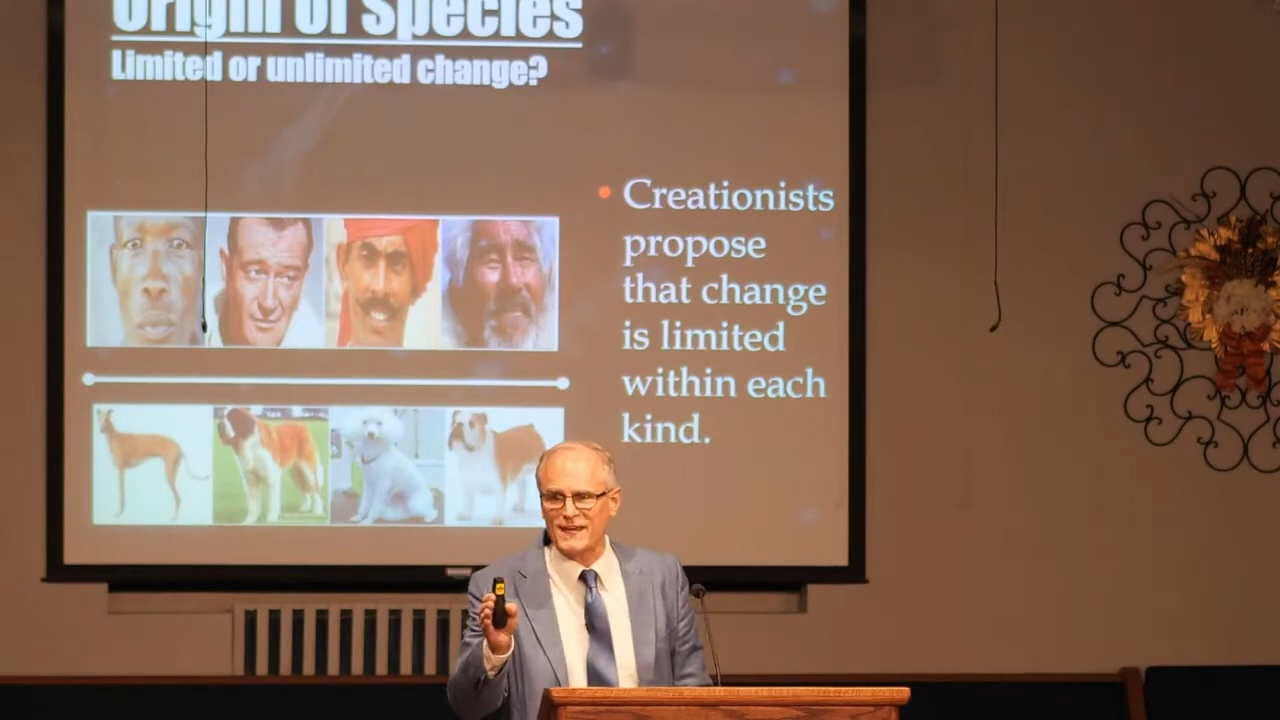 Origin of Species
Limited or unlimited change?
• Creationists
propose
that change
is limited
within each
kind.